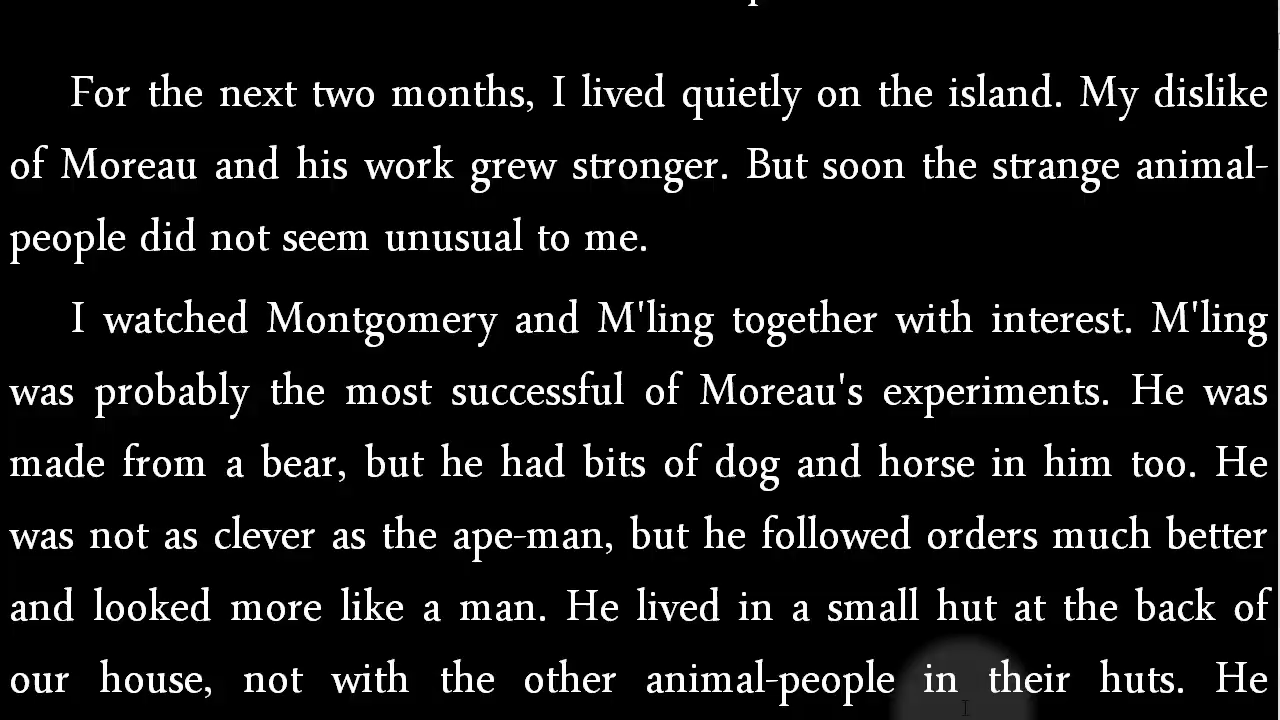 For the next two months, I lived quietly on the island. My dislike
of Moreau and his work grew stronger. But soon the strange animal-
people did not seem unusual to me.
I watched Montgomery and M'ling together with interest. M'ling
was probably the most successful of Moreau's experiments. He was
made from a bear, but he had bits of dog and horse in him too. He
was not as clever as the ape-man, but he followed orders much better
and looked more like a man. He lived in a small hut at the back of
our house, not with the other animal-people in their huts. He